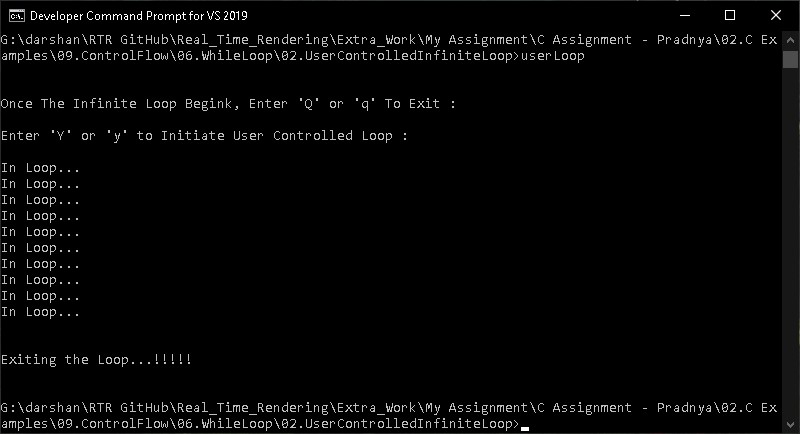 Developer Command Prompt for VS 2019
G:\darshan\RTR GitHub\Real_Time_Rendering\Extra_Work\My Assignment\C Assignment - Pradnya\02.C Ex
amples\09.ControlFlow\06.WhileLoop\02.UserControlledInfiniteLoop>userLoop
Once The Infinite Loop Begink, Enter 'Q' or 'q' To Exit :
Enter 'Y' or 'y' to Initiate User Controlled Loop :
In Loop...
In Loop...
In Loop...
In Loop...
In Loop...
In Loop...
In Loop...
In Loop...
In Loop...
In Loop...
Exiting the Loop...!!!!!
G:\darshan\RTR GitHub\Real_Time_Rendering\Extra_Work\My Assignment\C Assignment - Pradnya\02.C Ex
amples\09.ControlFlow\06.WhileLoop\02.UserControlledInfiniteLoop>